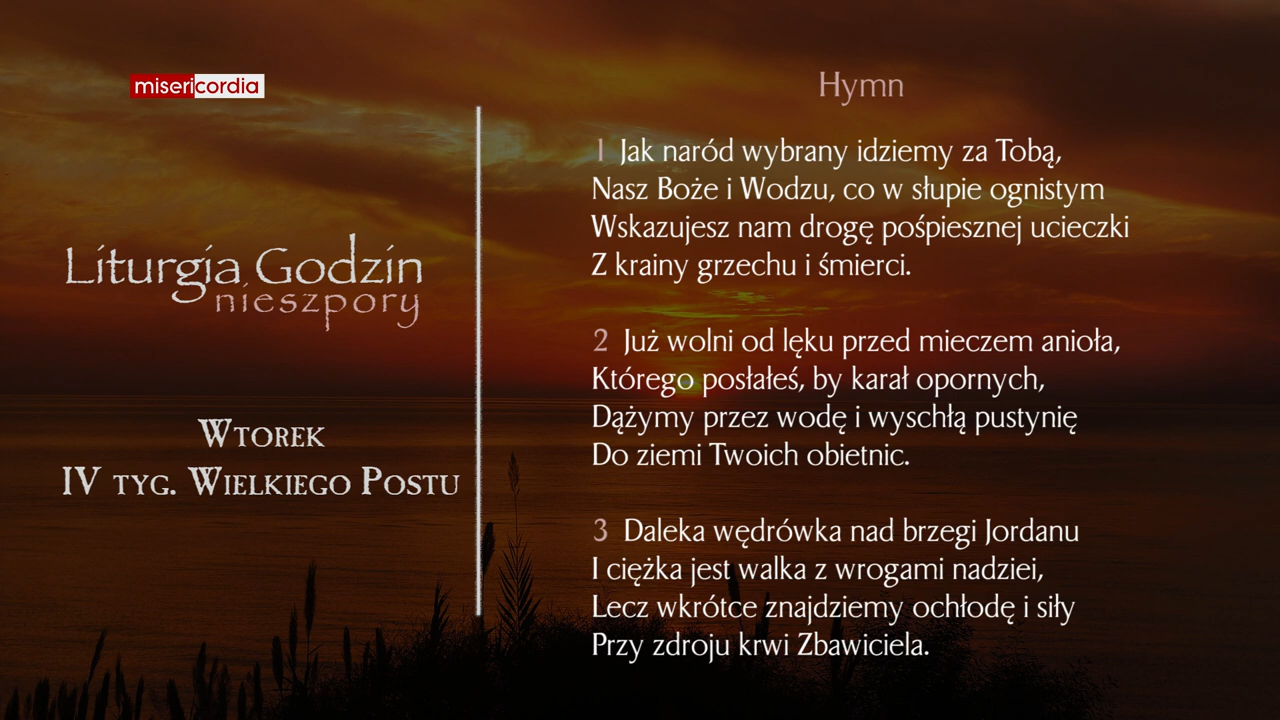 misericordia
Liturgia Godzin
nieszpory
Wtorek
IV tyg. Wielkiego Postu
Hymn
1 Jak naród wybrany idziemy za Tobą,
Nasz Boże i Wodzu, co w słupie ognistym
Wskazujesz nam drogę pośpiesznej ucieczki
Z krainy grzechu i śmierci.
2 Już wolni od lęku przed mieczem anioła,
Którego posłałeś, by karał opornych,
Dążymy przez wodę i wyschłą pustynię
Do ziemi Twoich obietnic.
3 Daleka wędrówka nad brzegi Jordanu
I ciężka jest walka z wrogami nadziei,
Lecz wkrótce znajdziemy ochłodę i siły
Przy zdroju krwi Zbawiciela.